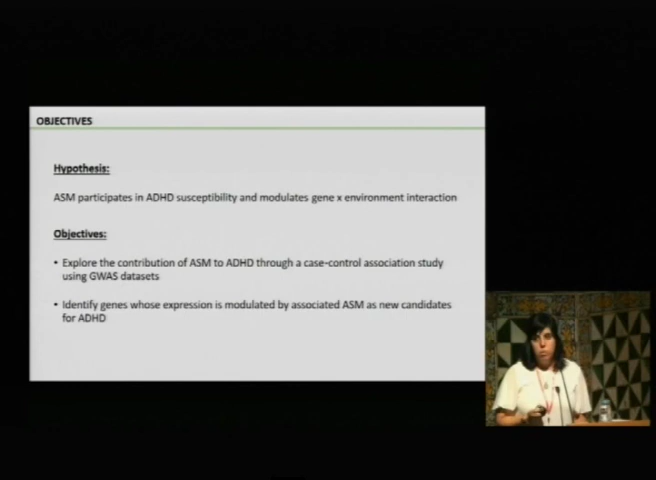 OBJECTIVES
Hypothesis:
ASM participates in ADHD susceptibility and modulates gene x environment interaction
Objectives:
• Explore the contribution of ASM to ADHD through a case-control association study
using GWAS datasets
• Identify genes whose expression is modulated by associated ASM as new candidates
for ADHD